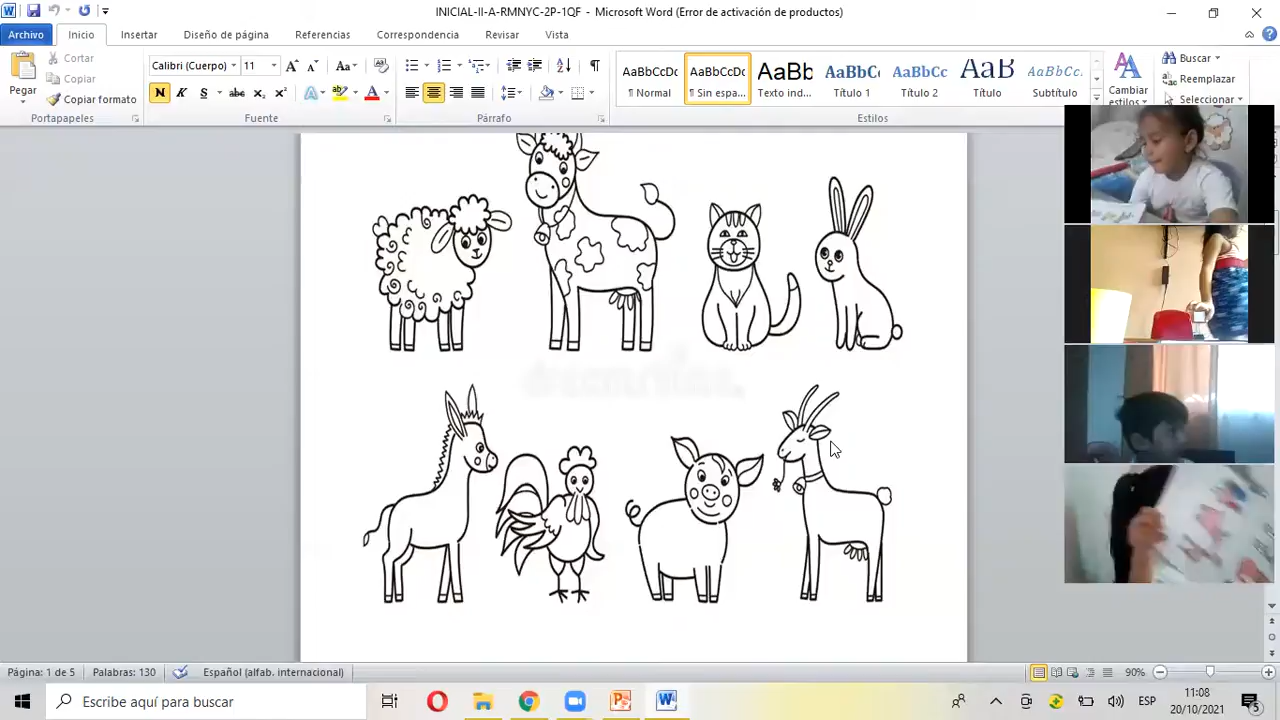 INICIAL-II-A-RMNYC-2P-1QF - Microsoft Word (Error de activación de productos)
Archivo Inicio Insertar Diseño de página Referencias Correspondencia Revisar Vista
Pegar
Cortar
Copiar
Copiar formato
Portapapeles
Calibri (Cuerpo) 11
Fuente
Párrafo
AaBbCcDc AaBbCcDc AaBb AaBbCc AaBbCc AaB AaBbCc
¶ Normal ¶ Sin espa... Texto ind... Título 1 Título 2 Título Subtítulo
Cambiar estilos
Estilos
Buscar
Reemplazar
Seleccionar
Página: 1 de 5 Palabras: 130 Español (alfab. internacional) 90%
Escribe aquí para buscar
ESP
11:08
20/10/2021
5